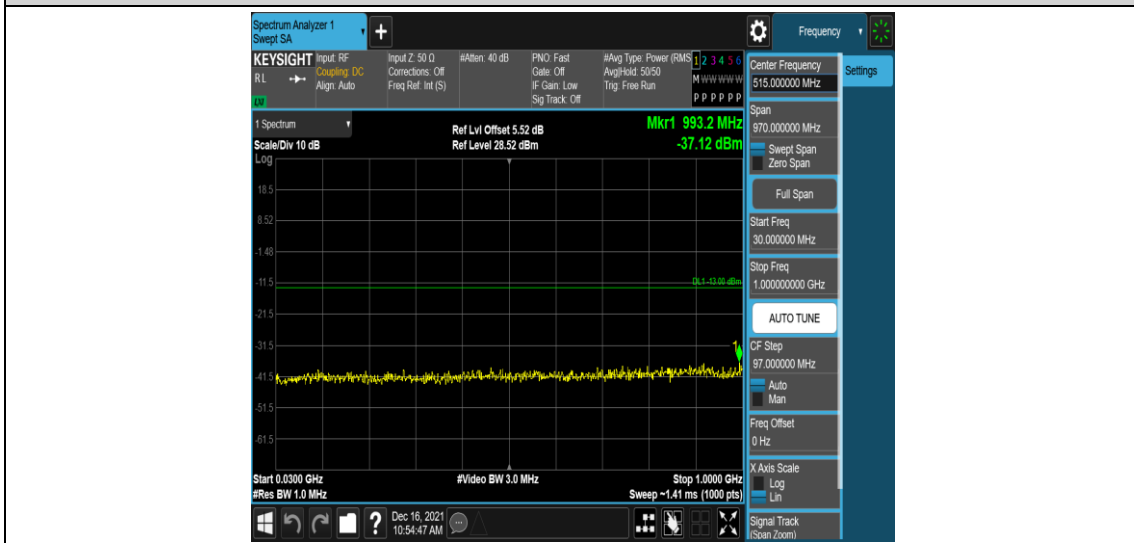 Spectrum Analyzer 1
Swept SA
+
Frequency
KEYSIGHT
RL
LXI
Input: RF
Coupling: DC
Align: Auto
Input Z: 50 Ω
Corrections: Off
Freq Ref: Int (S)
#Atten: 40 dB
PNO: Fast
Gate: Off
IF Gain: Low
Sig Track: Off
#Avg Type: Power (RMS
Avg|Hold: 50/50
Trig: Free Run
1 2 3 4 5 6
M W W W W W
P P P P P P
1 Spectrum
Scale/Div 10 dB
Log
Ref Lvl Offset 5.52 dB
Ref Level 28.52 dBm
Mkr1 993.2 MHz
-37.12 dBm
18.5
8.52
-1.48
-11.5
-21.5
-31.5
-41.5
-51.5
-61.5
DL1 -13.00 dBm
1
Start 0.0300 GHz
#Res BW 1.0 MHz
#Video BW 3.0 MHz
Stop 1.0000 GHz
Sweep ~1.41 ms (1000 pts)
Dec 16, 2021
10:54:47 AM
?
Center Frequency
515.000000 MHz
Settings
Span
970.000000 MHz
Swept Span
Zero Span
Full Span
Start Freq
30.000000 MHz
Stop Freq
1.000000000 GHz
AUTO TUNE
CF Step
97.000000 MHz
Auto
Man
Freq Offset
0 Hz
X Axis Scale
Log
Lin
Signal Track
(Span Zoom)